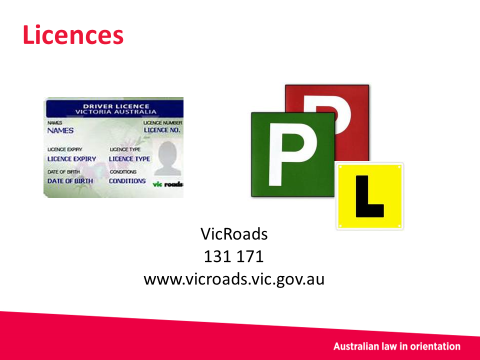 Licences
DRIVER LICENCE
VICTORIA AUSTRALIA
NAMES
NAMES
LICENCE NUMBER
LICENCE NO.
LICENCE EXPIRY
LICENCE EXPIRY
LICENCE TYPE
LICENCE TYPE
DATE OF BIRTH
DATE OF BIRTH
CONDITIONS
CONDITIONS
vic roads
P
P
L
VicRoads
131 171
www.vicroads.vic.gov.au
Australian law in orientation